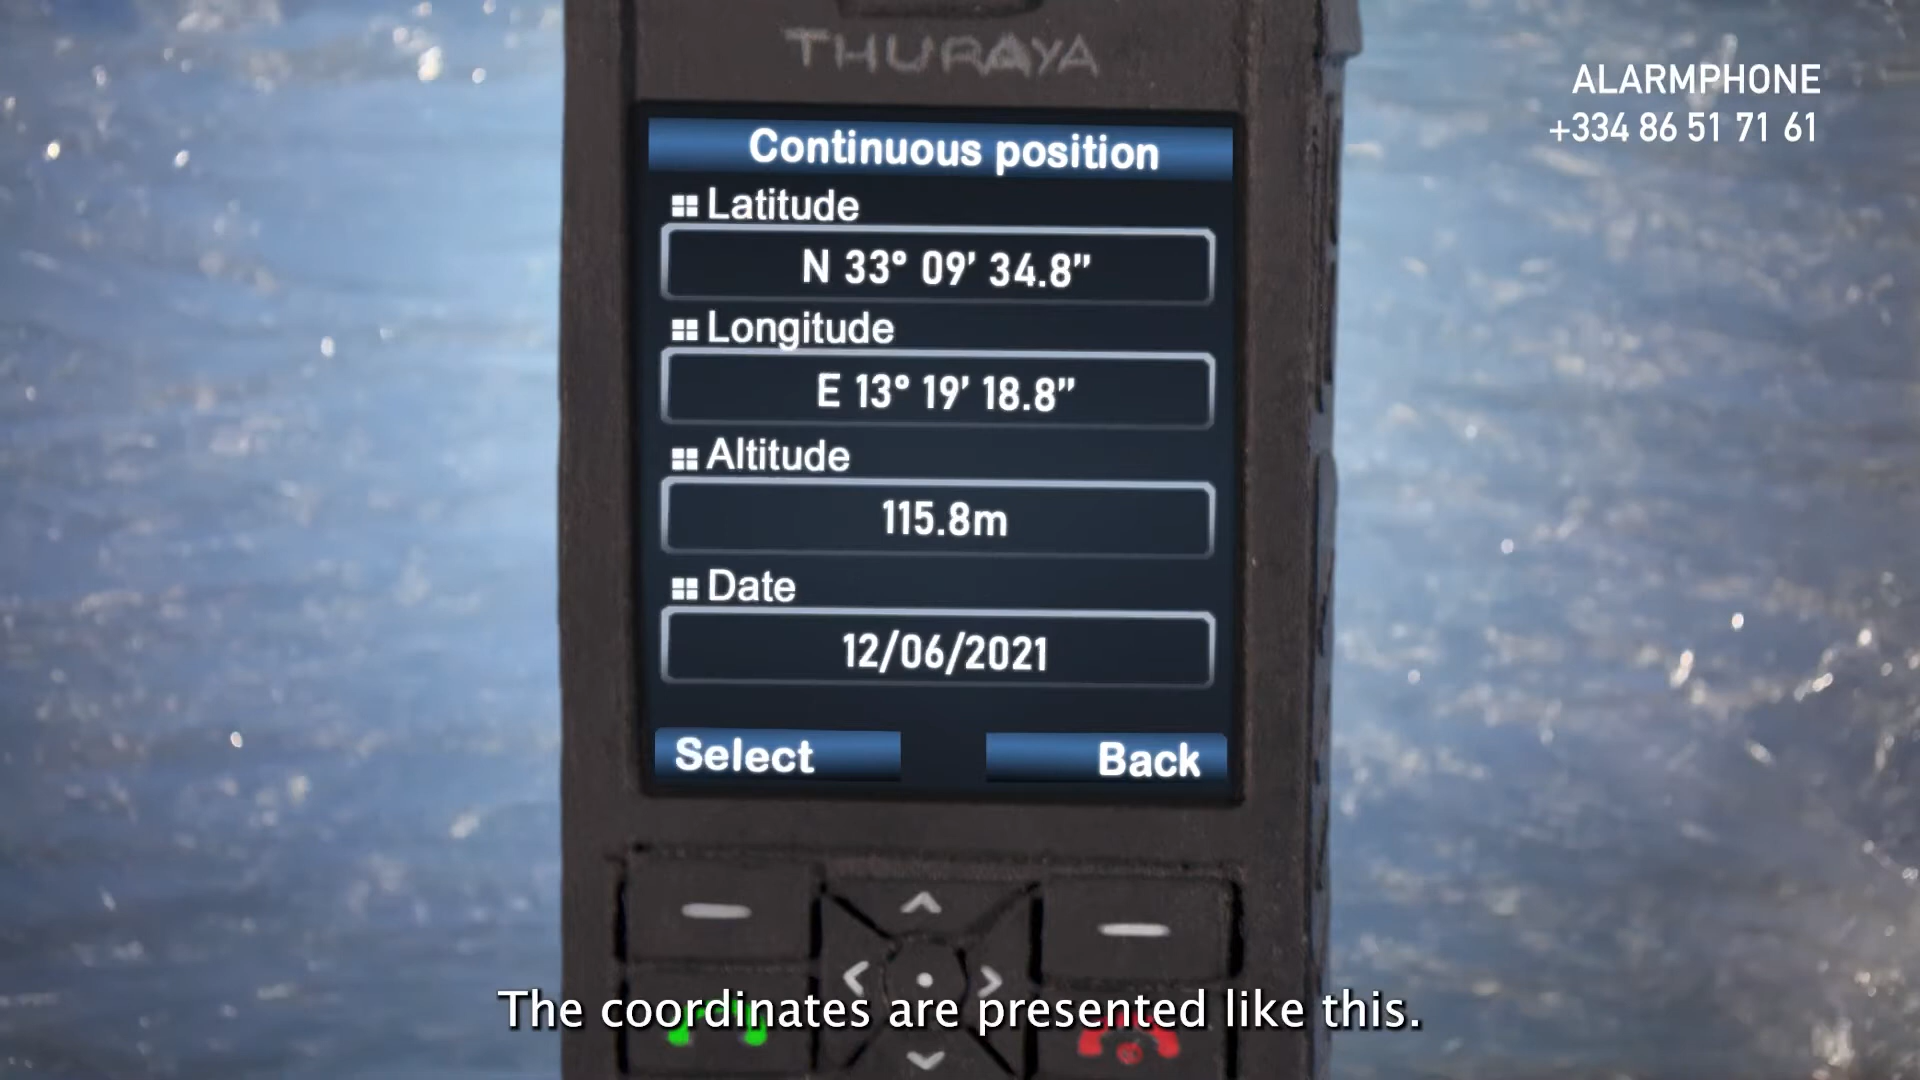 THURAYA
ALARMPHONE
+334 86 51 71 61
Continuous position
Latitude
N 33° 09' 34.8”
Longitude
E 13° 19' 18.8”
Altitude
115.8m
Date
12/06/2021
Select
Back
The coordinates are presented like this.